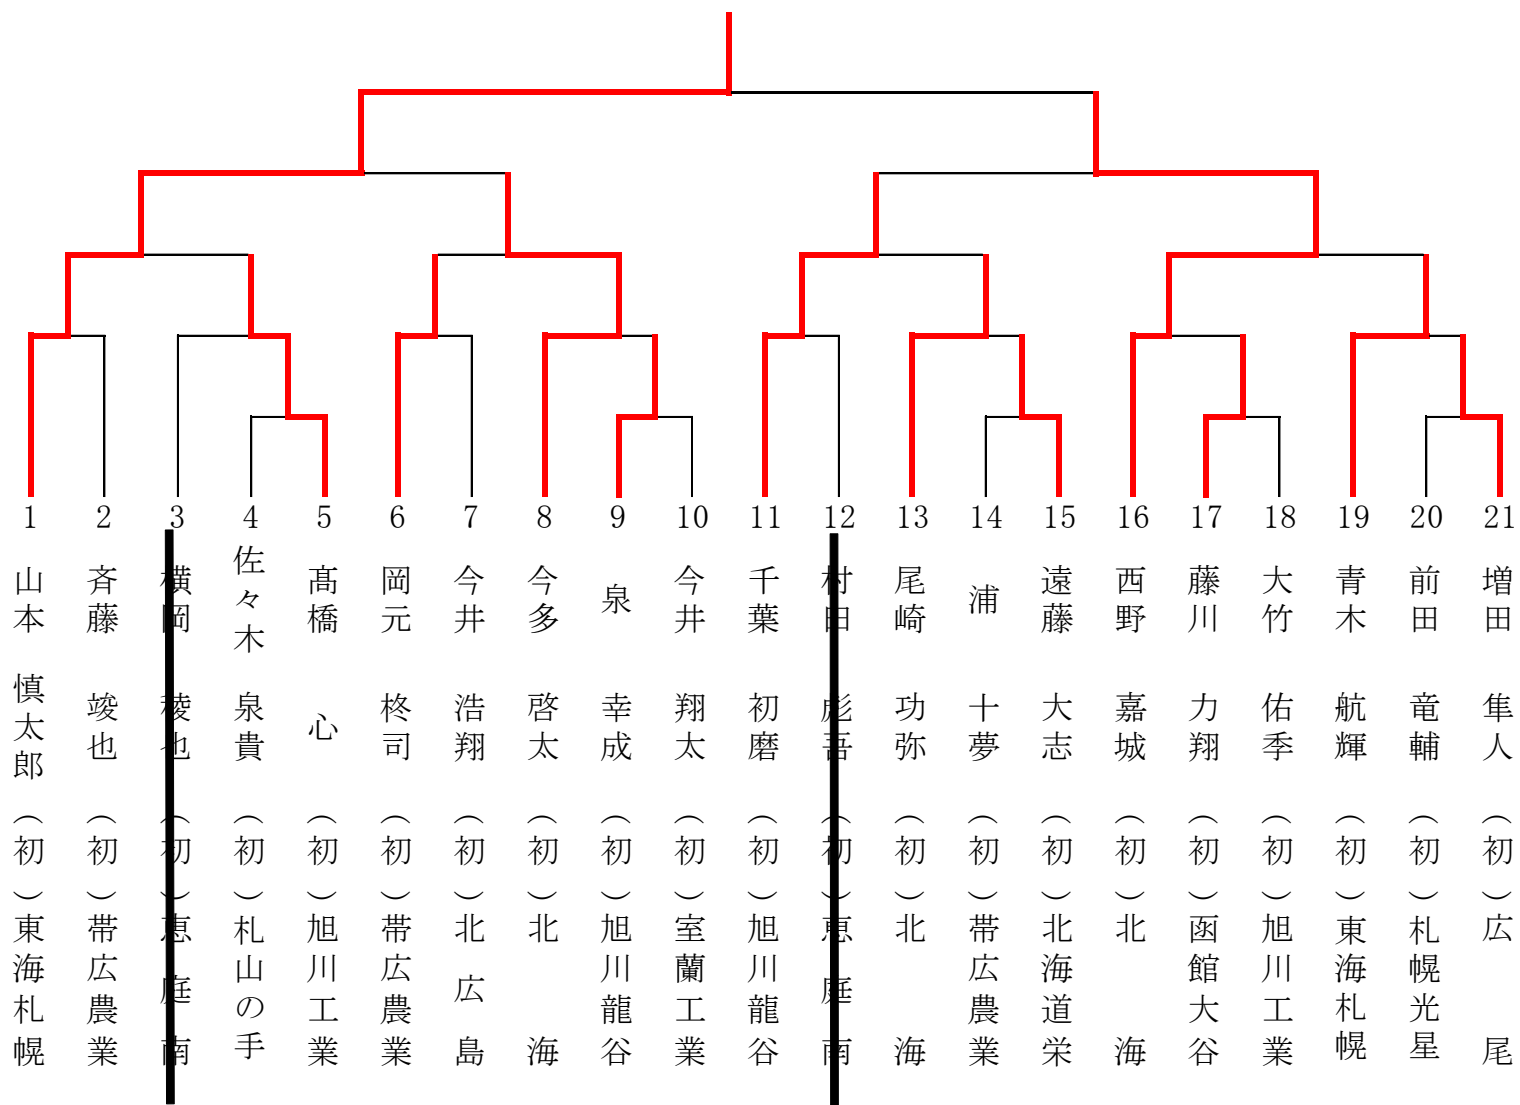 1 山本 慎太郎 （初）東海札幌
2 斉藤 竣也 （初）帯広農業
3 横岡 稜也 （初）恵庭南
4 佐々木 泉貴 （初）札山の手
5 髙橋 心 （初）旭川工業
6 岡元 柊司 （初）帯広農業
7 今井 浩翔 （初）北広島
8 今多 啓太 （初）北海
9 泉 幸成 （初）旭川龍谷
10 今井 翔太 （初）室蘭工業
11 千葉 初磨 （初）旭川龍谷
12 村田 彪吾 （初）恵庭南
13 尾崎 功弥 （初）北海
14 浦 十夢 （初）帯広農業
15 遠藤 大志 （初）北海道栄
16 西野 嘉城 （初）北海
17 藤川 力翔 （初）函館大谷
18 大竹 佑季 （初）旭川工業
19 青木 航輝 （初）東海札幌
20 前田 竜輔 （初）札幌光星
21 増田 隼人 （初）広尾